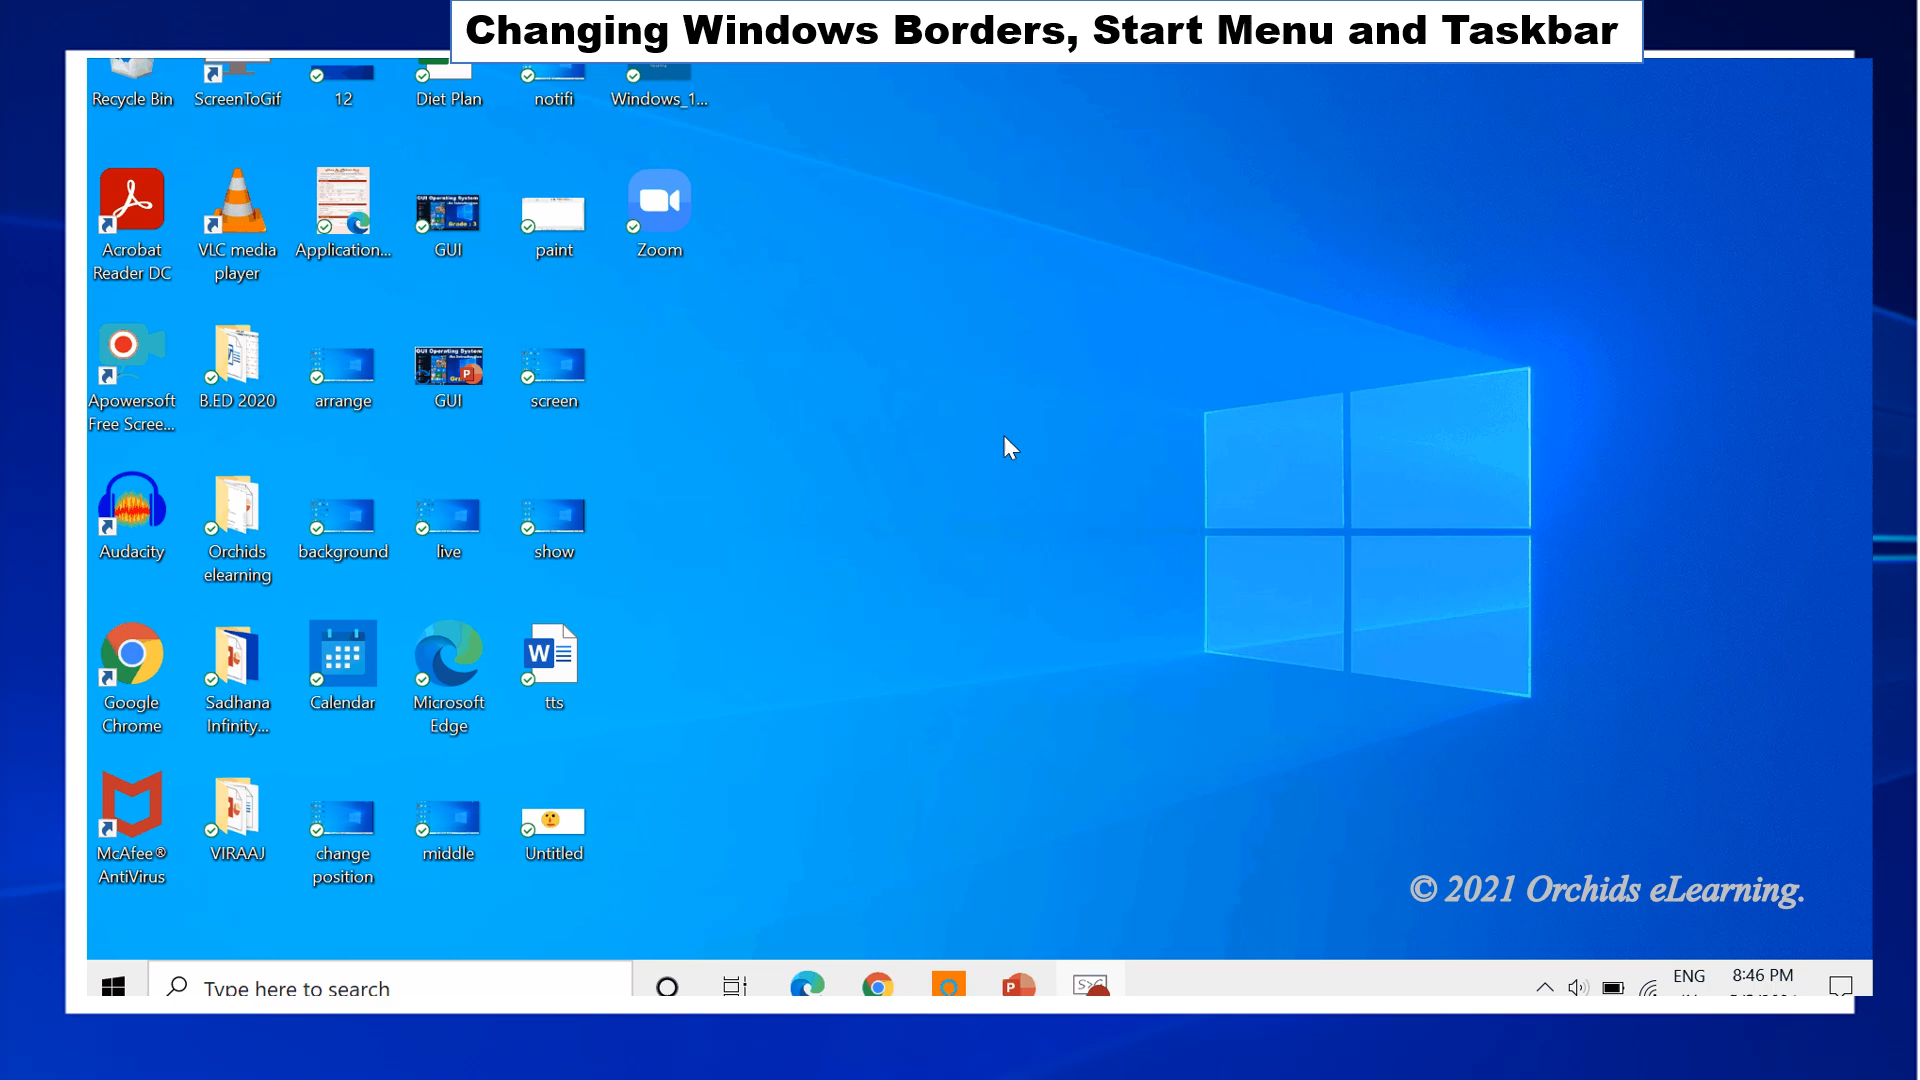 Changing Windows Borders, Start Menu and Taskbar
Recycle Bin
ScreenToGif
12
Diet Plan
notifi
Windows_1...
Acrobat
Reader DC
VLC media
player
Application...
GUI
paint
Zoom
Apowersoft
Free Scree...
B.ED 2020
arrange
GUI
screen
Audacity
Orchids
elearning
background
live
show
Google
Chrome
Sadhana
Infinity...
Calendar
Microsoft
Edge
tts
McAfee®
AntiVirus
VIRAAJ
change
position
middle
Untitled
© 2021 Orchids eLearning.
Type here to search
ENG
8:46 PM